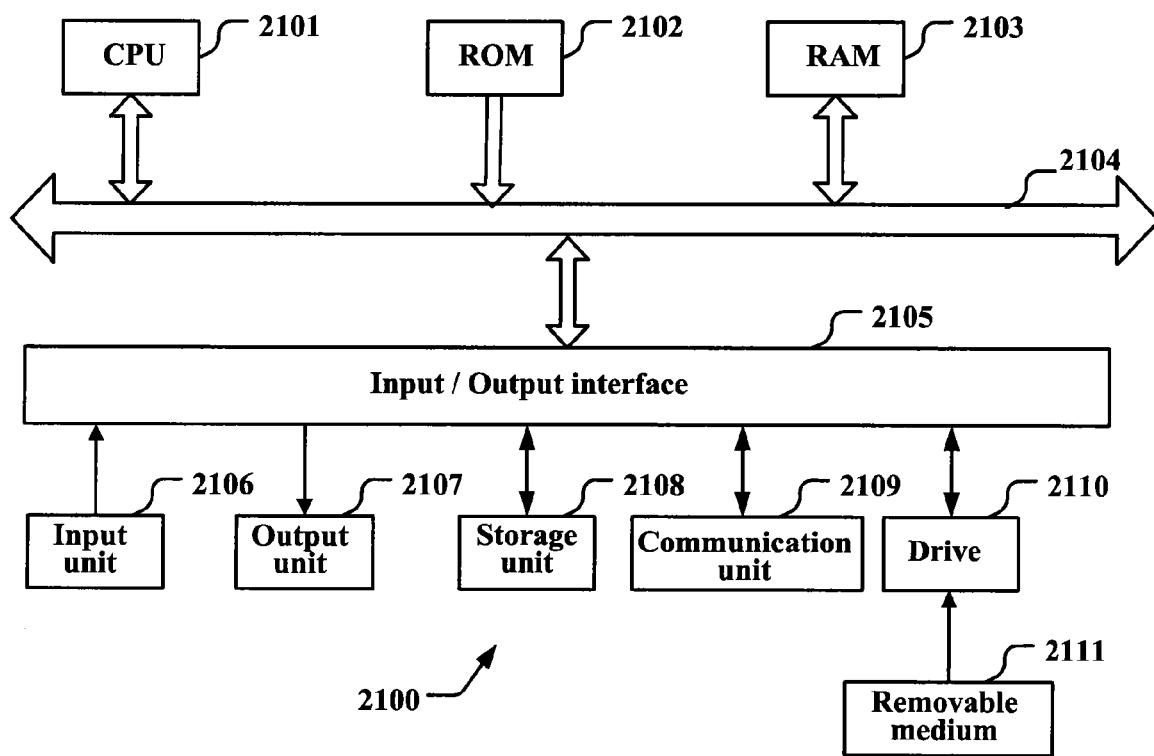 CPU
2101
ROM
2102
RAM
2103
2104
2105
Input / Output interface
2106
2107
2108
2109
2110
Input
unit
Output
unit
Storage
unit
Communication
unit
Drive
2100
2111
Removable
medium